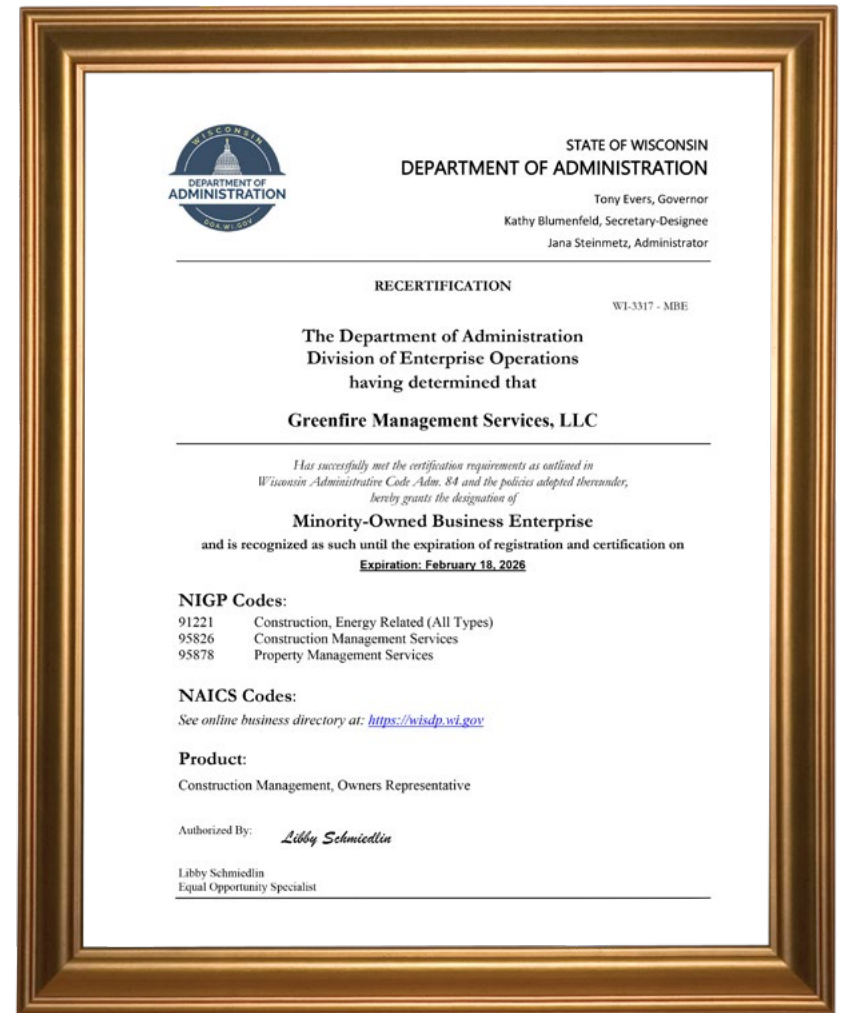 WISCONSIN
DEPARTMENT OF
ADMINISTRATION
DOA.WI.GOV
STATE OF WISCONSIN
DEPARTMENT OF ADMINISTRATION
Tony Evers, Governor
Kathy Blumenfeld, Secretary-Designee
Jana Steinmetz, Administrator
RECERTIFICATION
WI-3317 - MBE
The Department of Administration
Division of Enterprise Operations
having determined that
Greenfire Management Services, LLC
Has successfully met the certification requirements as outlined in
Wisconsin Administrative Code Adm. 84 and the policies adopted thereunder,
hereby grants the designation of
Minority-Owned Business Enterprise
and is recognized as such until the expiration of registration and certification on
Expiration: February 18, 2026
NIGP Codes:
91221 Construction, Energy Related (All Types)
95826 Construction Management Services
95878 Property Management Services
NAICS Codes:
See online business directory at: https://wisdp.wi.gov
Product:
Construction Management, Owners Representative
Authorized By: Libby Schmiedlin
Libby Schmiedlin
Equal Opportunity Specialist